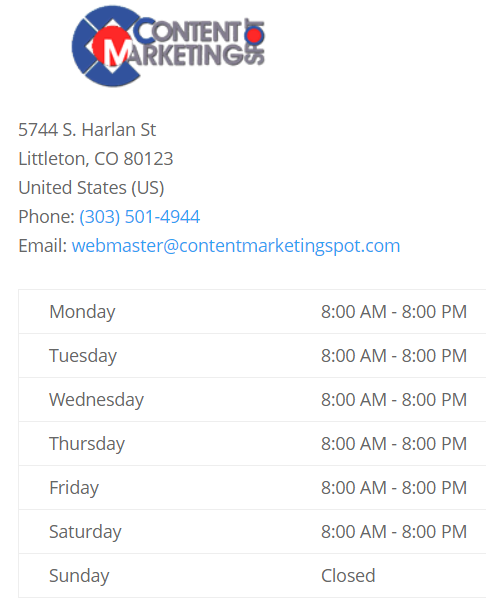 CONTENT
MARKETING
SPOT
5744 S. Harlan St
Littleton, CO 80123
United States (US)
Phone: (303) 501-4944
Email: webmaster@contentmarketingspot.com
Monday 8:00 AM - 8:00 PM
Tuesday 8:00 AM - 8:00 PM
Wednesday 8:00 AM - 8:00 PM
Thursday 8:00 AM - 8:00 PM
Friday 8:00 AM - 8:00 PM
Saturday 8:00 AM - 8:00 PM
Sunday Closed